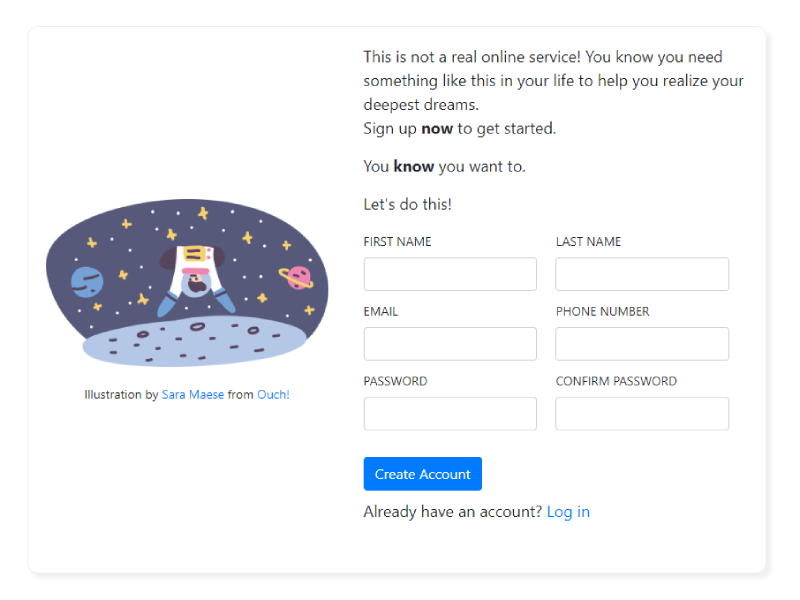 This is not a real online service! You know you need
something like this in your life to help you realize your
deepest dreams.
Sign up now to get started.
You know you want to.
Let's do this!
FIRST NAME
LAST NAME
EMAIL
PHONE NUMBER
PASSWORD
CONFIRM PASSWORD
Create Account
Already have an account? Log in
Illustration by Sara Maese from Ouch!